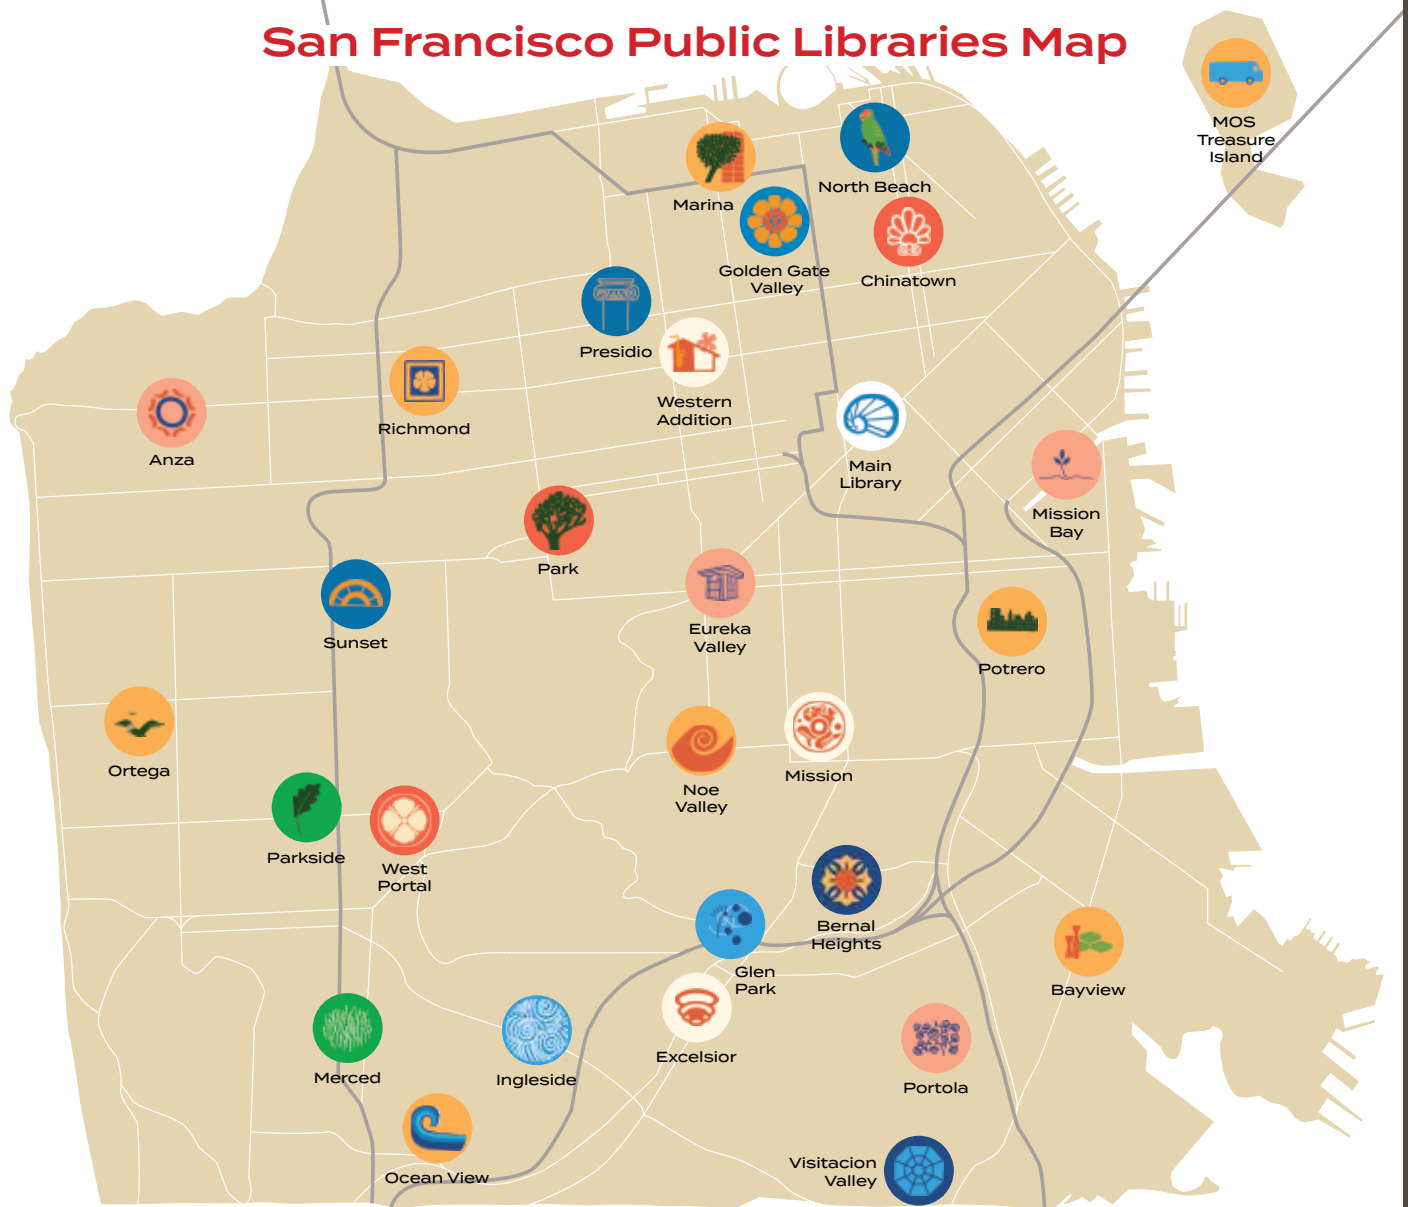 San Francisco Public Libraries Map
MOS
Treasure
Island
North Beach
Marina
Golden Gate
Valley
Chinatown
Presidio
Western
Addition
Richmond
Anza
Main
Library
Mission
Bay
Park
Sunset
Eureka
Valley
Potrero
Ortega
Noe
Valley
Mission
Parkside
West
Portal
Bernal
Heights
Glen
Park
Bayview
Excelsior
Merced
Ingleside
Portola
Ocean View
Visitacion
Valley